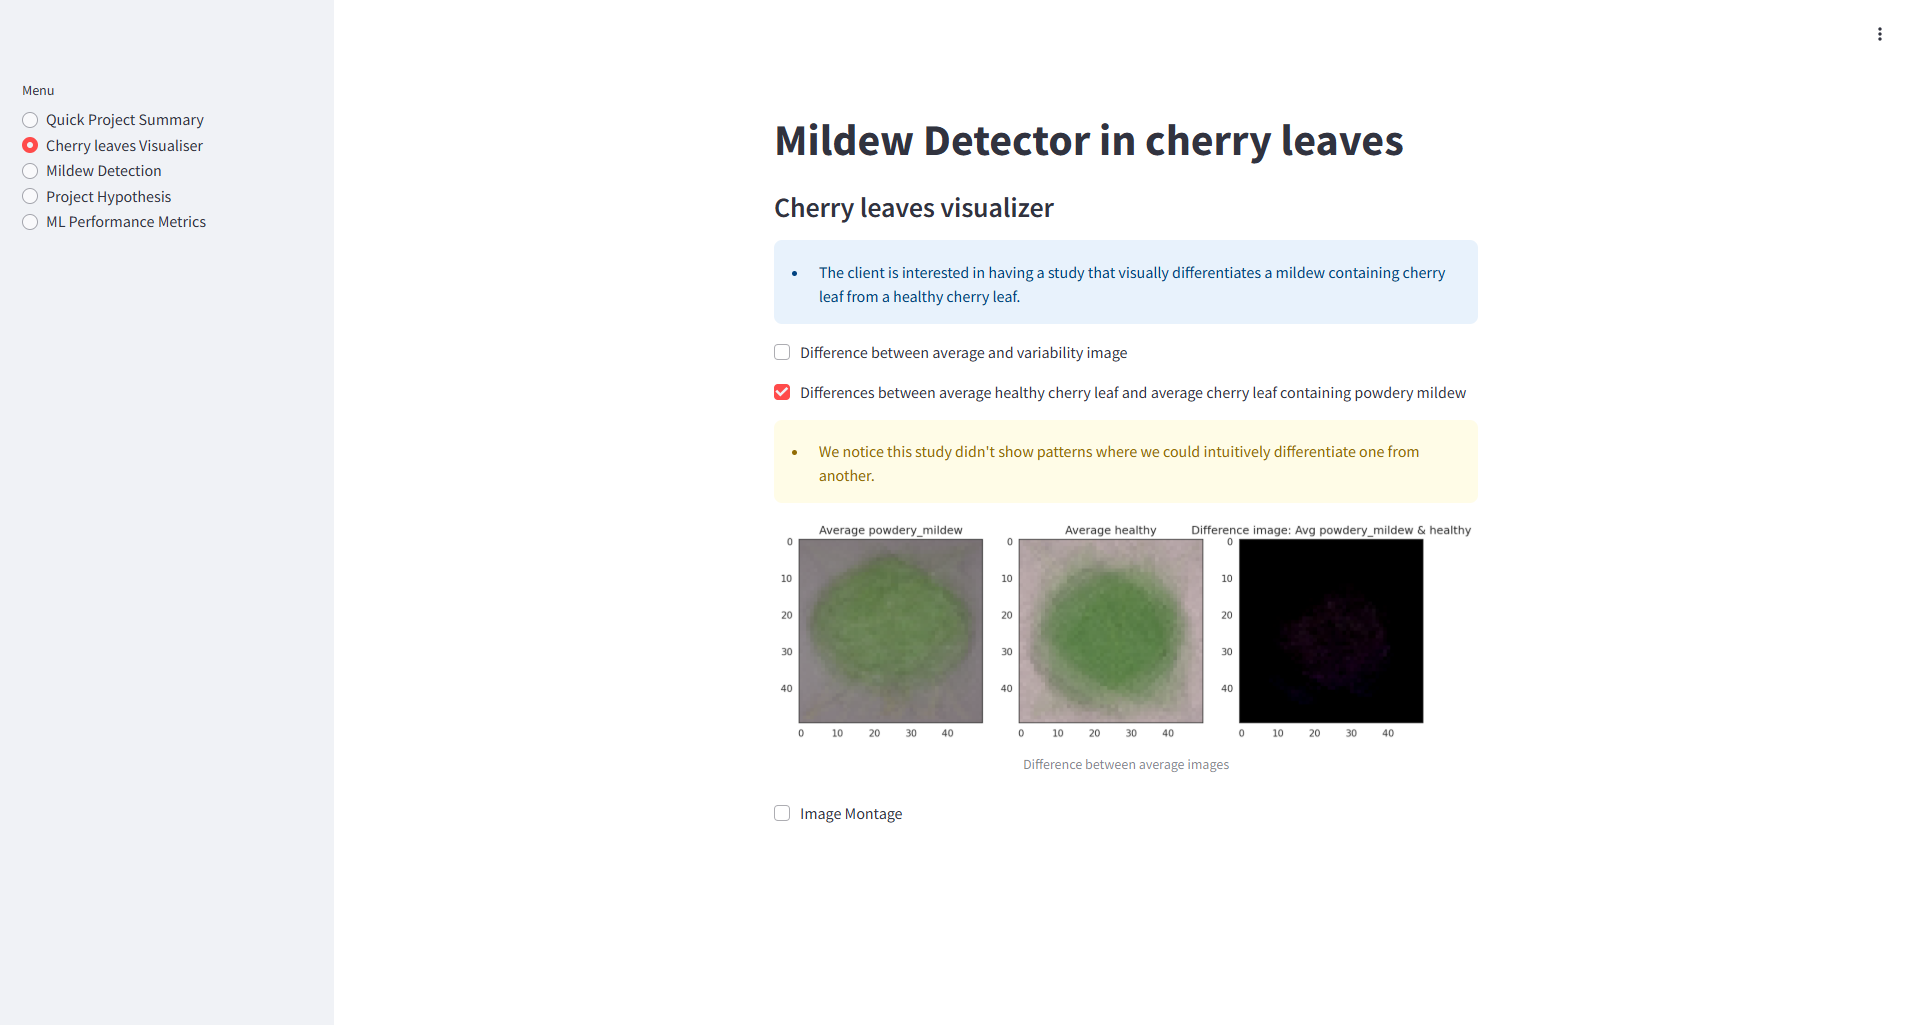 Menu
Quick Project Summary
Cherry leaves Visualiser
Mildew Detection
Project Hypothesis
ML Performance Metrics
Mildew Detector in cherry leaves
Cherry leaves visualizer
The client is interested in having a study that visually differentiates a mildew containing cherry
leaf from a healthy cherry leaf.
Difference between average and variability image
Differences between average healthy cherry leaf and average cherry leaf containing powdery mildew
We notice this study didn't show patterns where we could intuitively differentiate one from
another.
Average powdery_mildew
0
10
20
30
40
0 10 20 30 40
Average healthy
0
10
20
30
40
0 10 20 30 40
Difference image: Avg powdery_mildew & healthy
0
10
20
30
40
0 10 20 30 40
Difference between average images
Image Montage